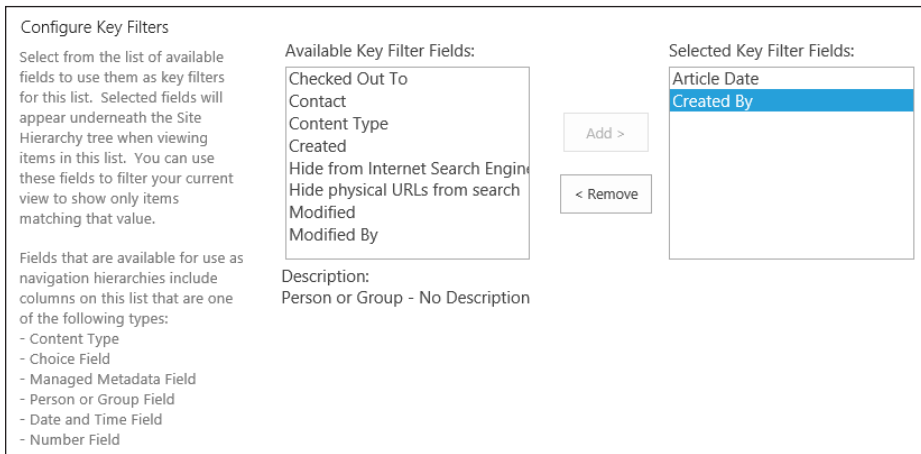 Configure Key Filters
Select from the list of available
fields to use them as key filters
for this list. Selected fields will
appear underneath the Site
Hierarchy tree when viewing
items in this list. You can use
these fields to filter your current
view to show only items
matching that value.
Fields that are available for use as
navigation hierarchies include
columns on this list that are one
of the following types:
- Content Type
- Choice Field
- Managed Metadata Field
- Person or Group Field
- Date and Time Field
- Number Field
Available Key Filter Fields:
Checked Out To
Contact
Content Type
Created
Hide from Internet Search Engine
Hide physical URLs from search
Modified
Modified By
Description:
Person or Group - No Description
Add >
< Remove
Selected Key Filter Fields:
Article Date
Created By